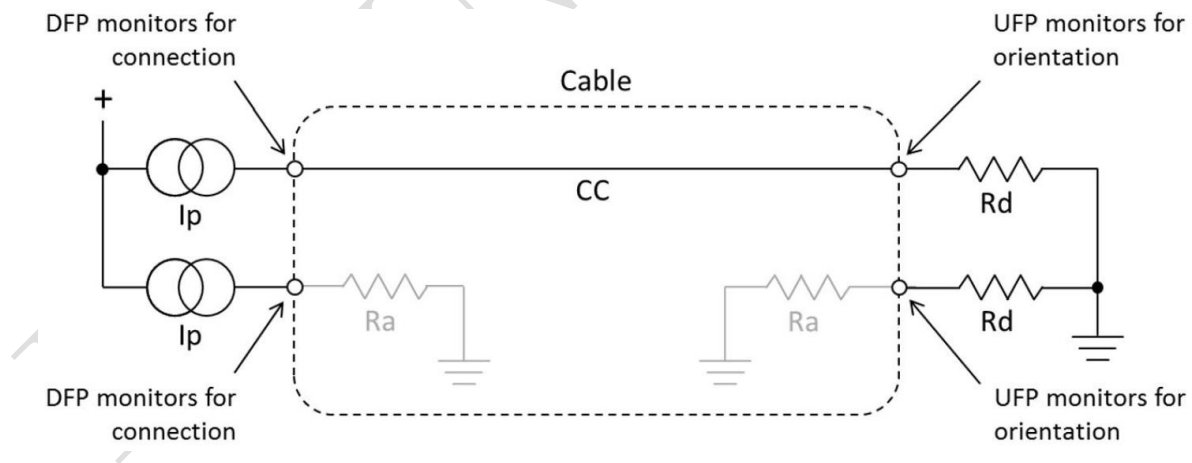 DFP monitors for
connection
UFP monitors for
orientation
Cable
+
CC
Ip
Rd
Ip
Ra
Ra
Rd
DFP monitors for
connection
UFP monitors for
orientation